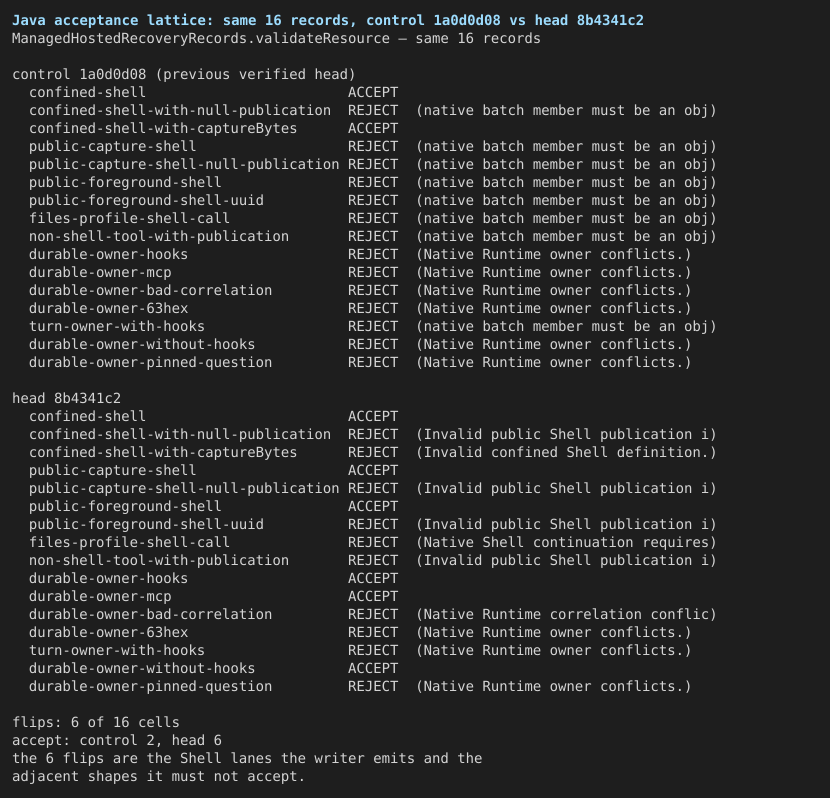 Java acceptance lattice: same 16 records, control 1a0d0d08 vs head 8b4341c2
ManagedHostedRecoveryRecords.validateResource — same 16 records
control 1a0d0d08 (previous verified head)
confined-shell ACCEPT
confined-shell-with-null-publication REJECT (native batch member must be an obj)
confined-shell-with-captureBytes ACCEPT
public-capture-shell REJECT (native batch member must be an obj)
public-capture-shell-null-publication REJECT (native batch member must be an obj)
public-foreground-shell REJECT (native batch member must be an obj)
public-foreground-shell-uuid REJECT (native batch member must be an obj)
files-profile-shell-call REJECT (native batch member must be an obj)
non-shell-tool-with-publication REJECT (native batch member must be an obj)
durable-owner-hooks REJECT (Native Runtime owner conflicts.)
durable-owner-mcp REJECT (Native Runtime owner conflicts.)
durable-owner-bad-correlation REJECT (Native Runtime owner conflicts.)
durable-owner-63hex REJECT (Native Runtime owner conflicts.)
turn-owner-with-hooks REJECT (native batch member must be an obj)
durable-owner-without-hooks REJECT (Native Runtime owner conflicts.)
durable-owner-pinned-question REJECT (Native Runtime owner conflicts.)
head 8b4341c2
confined-shell ACCEPT
confined-shell-with-null-publication REJECT (Invalid public Shell publication i)
confined-shell-with-captureBytes REJECT (Invalid confined Shell definition.)
public-capture-shell ACCEPT
public-capture-shell-null-publication REJECT (Invalid public Shell publication i)
public-foreground-shell ACCEPT
public-foreground-shell-uuid REJECT (Invalid public Shell publication i)
files-profile-shell-call REJECT (Native Shell continuation requires)
non-shell-tool-with-publication REJECT (Invalid public Shell publication i)
durable-owner-hooks ACCEPT
durable-owner-mcp ACCEPT
durable-owner-bad-correlation REJECT (Native Runtime correlation conflic)
durable-owner-63hex REJECT (Native Runtime owner conflicts.)
turn-owner-with-hooks REJECT (Native Runtime owner conflicts.)
durable-owner-without-hooks ACCEPT
durable-owner-pinned-question REJECT (Native Runtime owner conflicts.)
flips: 6 of 16 cells
accept: control 2, head 6
the 6 flips are the Shell lanes the writer emits and the
adjacent shapes it must not accept.